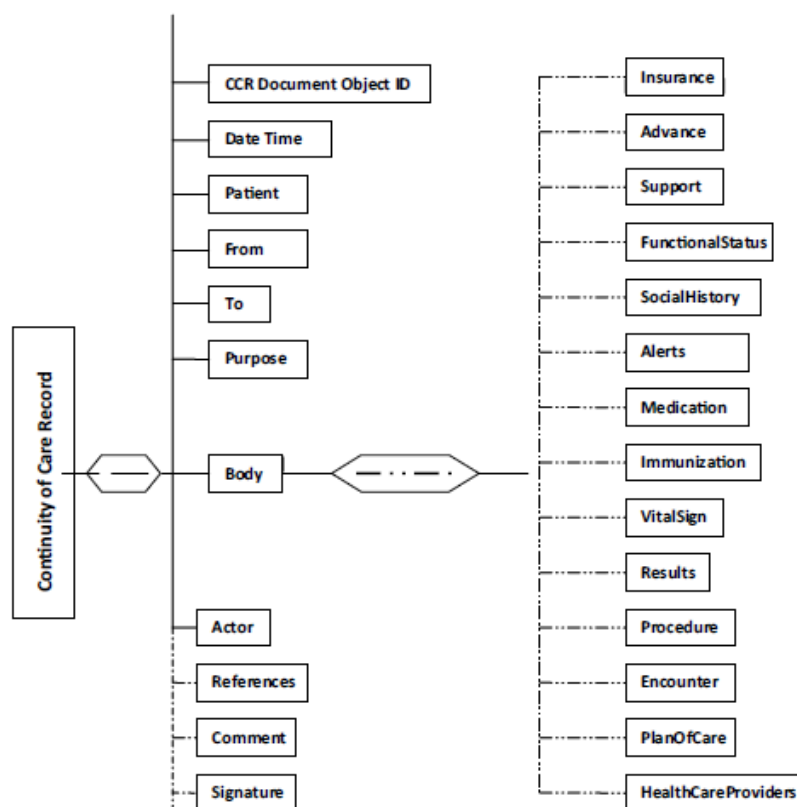 Continuity of Care Record
CCR Document Object ID
Date Time
Patient
From
To
Purpose
Body
Actor
References
Comment
Signature
Insurance
Advance
Support
FunctionalStatus
SocialHistory
Alerts
Medication
Immunization
VitalSign
Results
Procedure
Encounter
PlanOfCare
HealthCareProviders